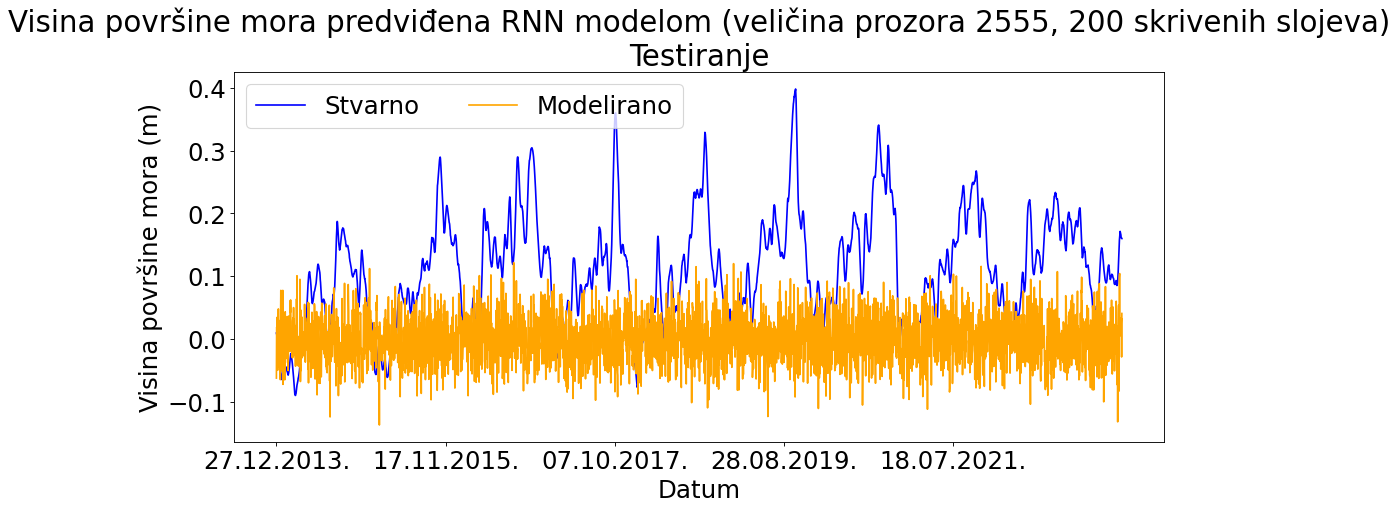 Visina površine mora predviđena RNN modelom (veličina prozora 2555, 200 skrivenih slojeva)
Testiranje
Stvarno
Modelirano
Visina površine mora (m)
0.4
0.3
0.2
0.1
0.0
−0.1
27.12.2013.
17.11.2015.
07.10.2017.
28.08.2019.
18.07.2021.
Datum